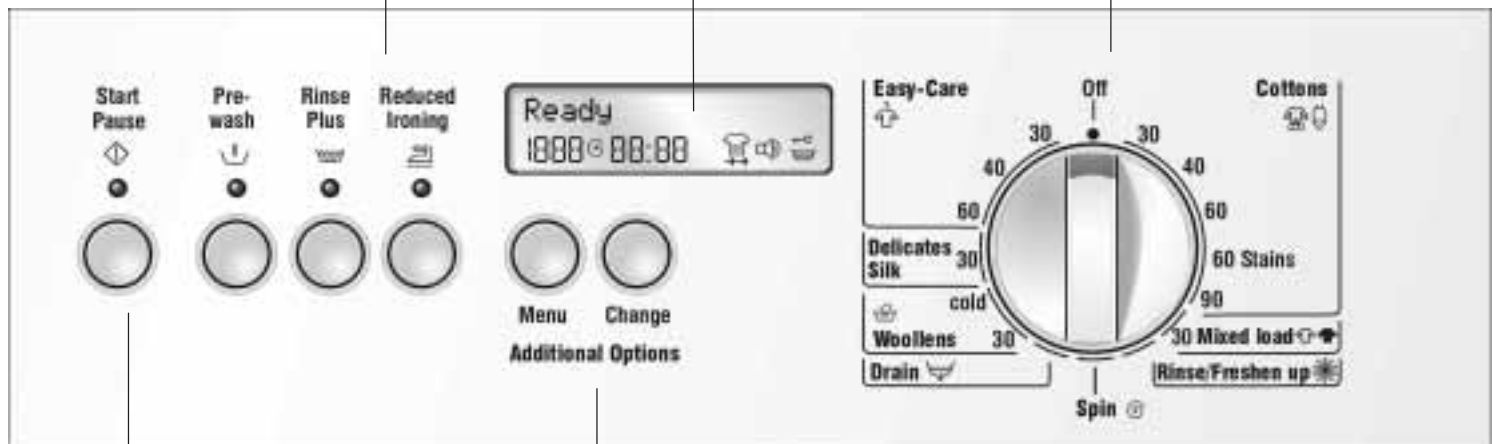 Start
Pause
Pre-
wash
Rinse
Plus
Reduced
Ironing
Ready
1888 88:88
Menu
Change
Additional Options
Easy-Care
Off
Cottons
30
30
40
40
60
60
Delicates
Silk
30
60 Stains
cold
90
Woollens
30
30 Mixed load
Drain
Rinse/Freshen up
Spin